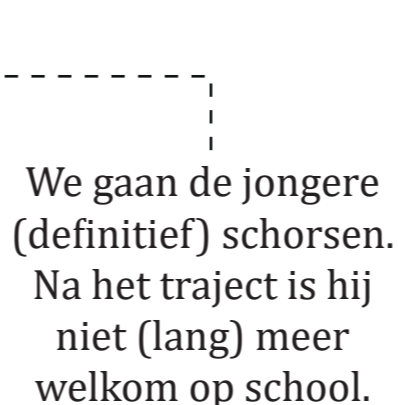 We gaan de jongere
(definitief) schorsen.
Na het traject is hij
niet (lang) meer
welkom op school.